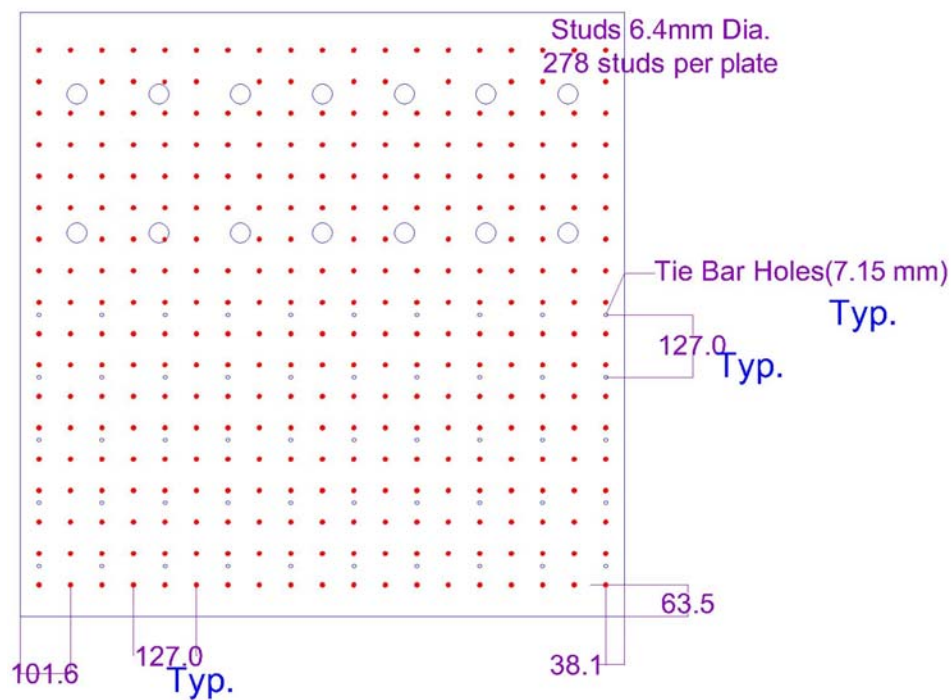 Studs 6.4mm Dia.
278 studs per plate
Tie Bar Holes(7.15 mm)
Typ.
127.0
Typ.
63.5
127.0
38.1
101.6
Typ.